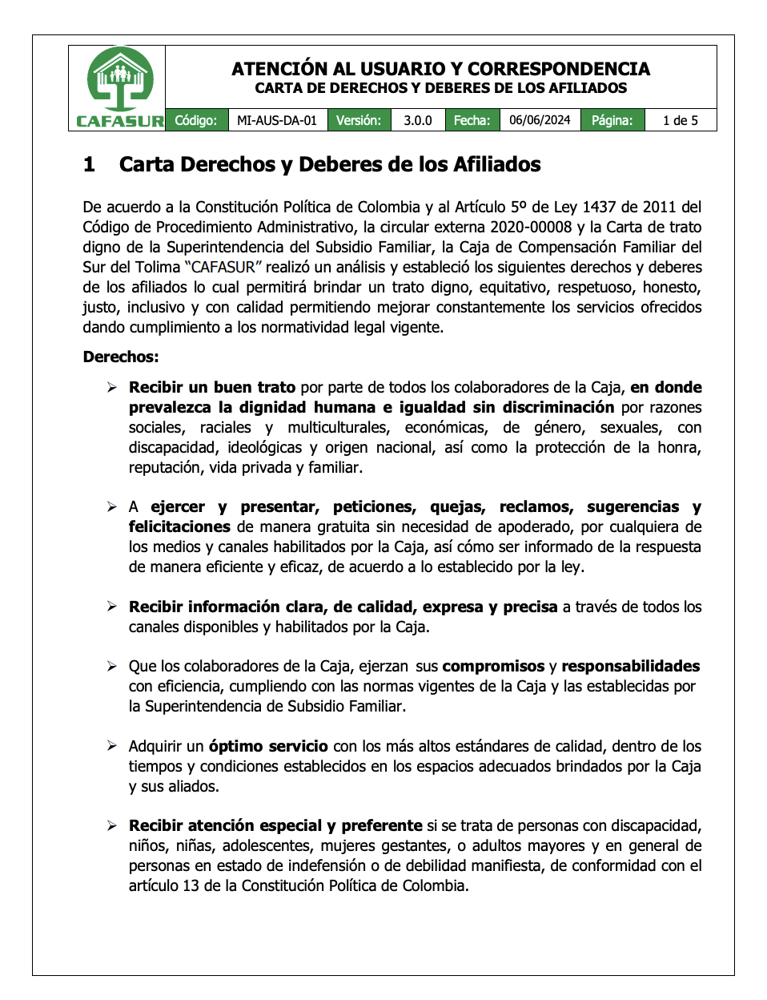 ATENCIÓN AL USUARIO Y CORRESPONDENCIA
CARTA DE DERECHOS Y DEBERES DE LOS AFILIADOS
CAFASUR
Código: MI-AUS-DA-01 Versión: 3.0.0 Fecha: 06/06/2024 Página: 1 de 5
1 Carta Derechos y Deberes de los Afiliados
De acuerdo a la Constitución Política de Colombia y al Artículo 5º de Ley 1437 de 2011 del
Código de Procedimiento Administrativo, la circular externa 2020-00008 y la Carta de trato
digno de la Superintendencia del Subsidio Familiar, la Caja de Compensación Familiar del
Sur del Tolima “CAFASUR” realizó un análisis y estableció los siguientes derechos y deberes
de los afiliados lo cual permitirá brindar un trato digno, equitativo, respetuoso, honesto,
justo, inclusivo y con calidad permitiendo mejorar constantemente los servicios ofrecidos
dando cumplimiento a los normatividad legal vigente.
Derechos:
➢ Recibir un buen trato por parte de todos los colaboradores de la Caja, en donde
prevalezca la dignidad humana e igualdad sin discriminación por razones
sociales, raciales y multiculturales, económicas, de género, sexuales, con
discapacidad, ideológicas y origen nacional, así como la protección de la honra,
reputación, vida privada y familiar.
➢ A ejercer y presentar, peticiones, quejas, reclamos, sugerencias y
felicitaciones de manera gratuita sin necesidad de apoderado, por cualquiera de
los medios y canales habilitados por la Caja, así cómo ser informado de la respuesta
de manera eficiente y eficaz, de acuerdo a lo establecido por la ley.
➢ Recibir información clara, de calidad, expresa y precisa a través de todos los
canales disponibles y habilitados por la Caja.
➢ Que los colaboradores de la Caja, ejerzan sus compromisos y responsabilidades
con eficiencia, cumpliendo con las normas vigentes de la Caja y las establecidas por
la Superintendencia de Subsidio Familiar.
➢ Adquirir un óptimo servicio con los más altos estándares de calidad, dentro de los
tiempos y condiciones establecidos en los espacios adecuados brindados por la Caja
y sus aliados.
➢ Recibir atención especial y preferente si se trata de personas con discapacidad,
niños, niñas, adolescentes, mujeres gestantes, o adultos mayores y en general de
personas en estado de indefensión o de debilidad manifiesta, de conformidad con el
artículo 13 de la Constitución Política de Colombia.